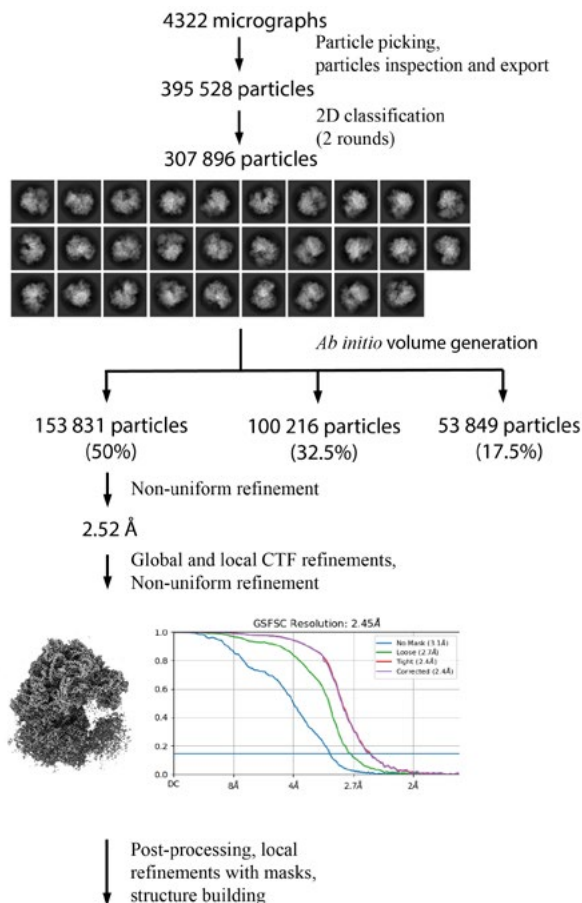 4322 micrographs
Particle picking,
particles inspection and export
395 528 particles
2D classification
(2 rounds)
307 896 particles
Ab initio volume generation
153 831 particles
(50%)
100 216 particles
(32.5%)
53 849 particles
(17.5%)
Non-uniform refinement
2.52 Å
Global and local CTF refinements,
Non-uniform refinement
GSFSC Resolution: 2.45Å
No Mask (3.1Å)
Loose (2.7Å)
Tight (2.4Å)
Corrected (2.4Å)
1.0
0.8
0.6
0.4
0.2
0.0
DC
8Å
4Å
2.7Å
2Å
Post-processing, local
refinements with masks,
structure building